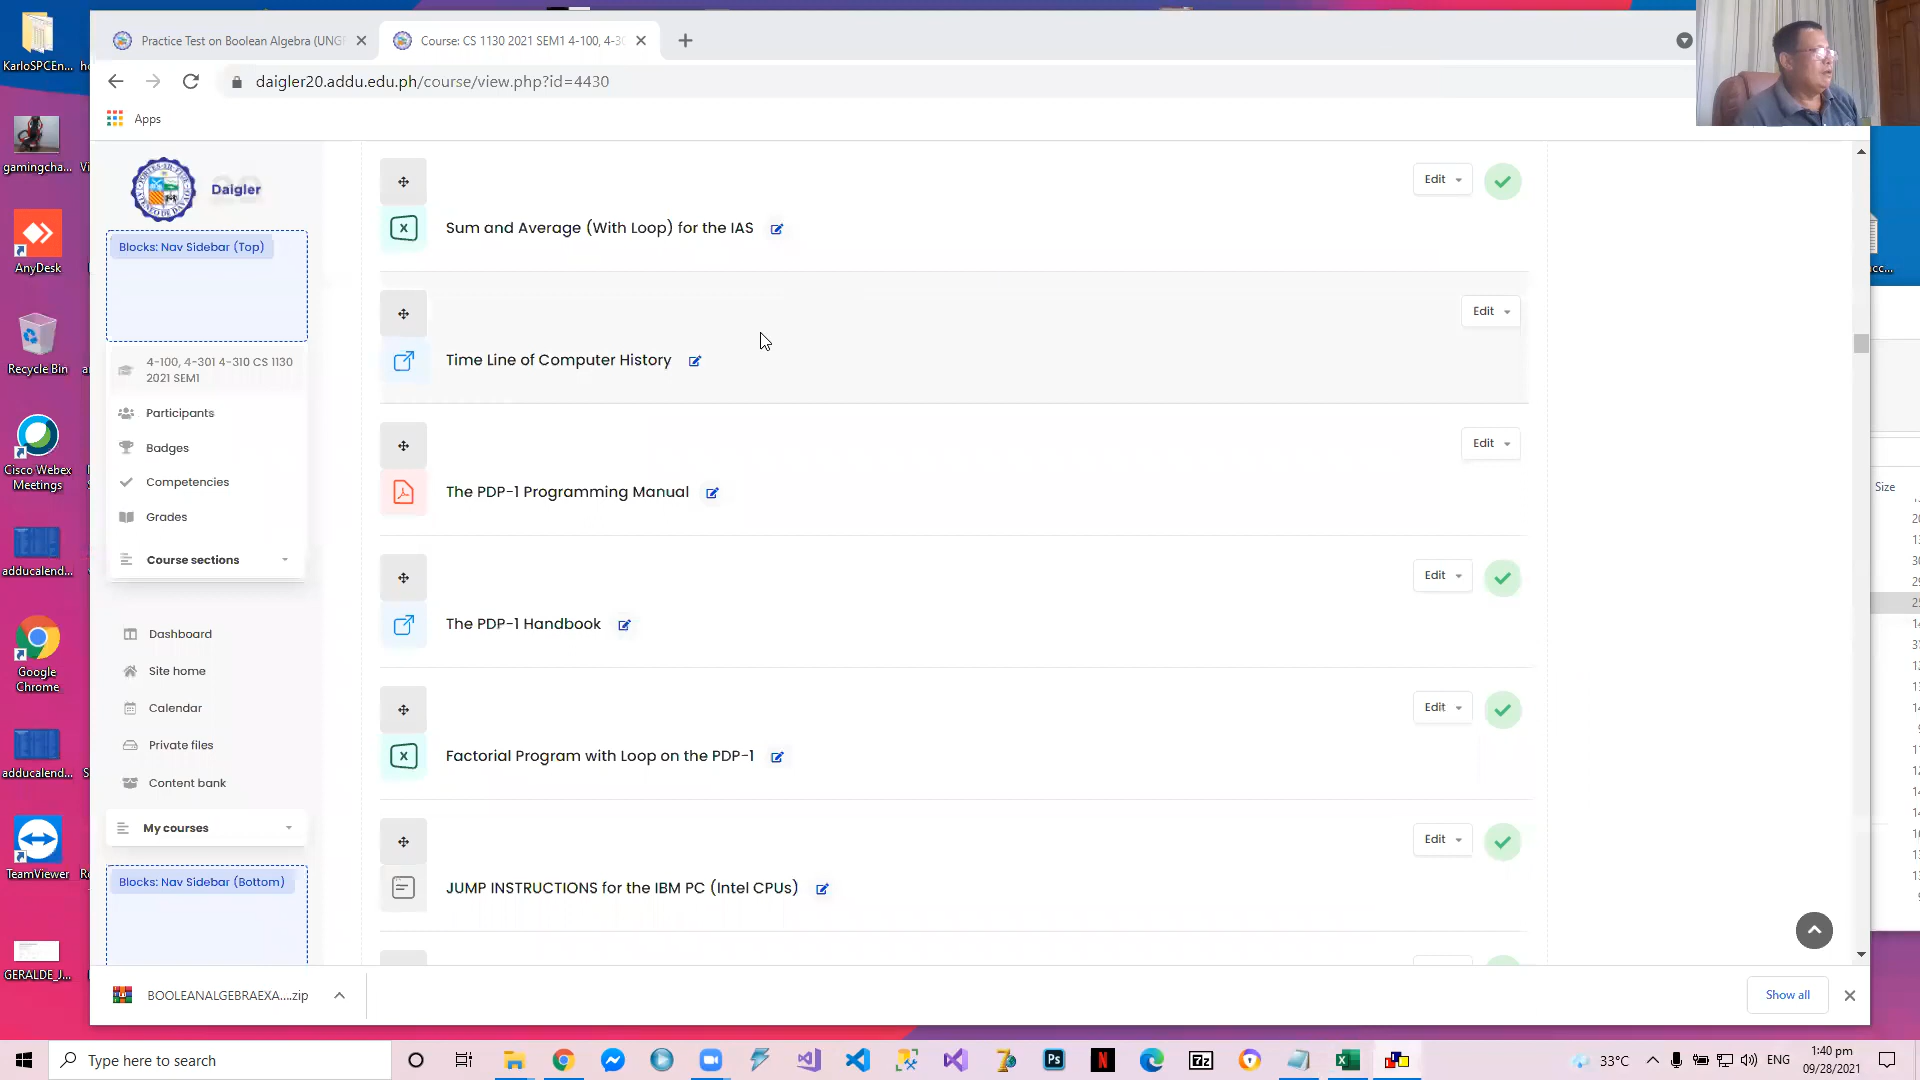 KarloSPCEn...
Practice Test on Boolean Algebra (UNGF
Course: CS 1130 2021 SEM1 4-100, 4-30
daigler20.addu.edu.ph/course/view.php?id=4430
Apps
gamingcha...
AnyDesk
Recycle Bin
Cisco Webex
Meetings
adducalend...
Google
Chrome
adducalend...
TeamViewer
GERALDE_J...
Daigler
Blocks: Nav Sidebar (Top)
4-100, 4-301 4-310 CS 1130
2021 SEM1
Participants
Badges
Competencies
Grades
Course sections
Dashboard
Site home
Calendar
Private files
Content bank
My courses
Blocks: Nav Sidebar (Bottom)
Edit
Sum and Average (With Loop) for the IAS
Edit
Time Line of Computer History
Edit
The PDP-1 Programming Manual
Edit
The PDP-1 Handbook
Edit
Factorial Program with Loop on the PDP-1
Edit
JUMP INSTRUCTIONS for the IBM PC (Intel CPUs)
Size
BOOLEANALGEBRAEXA....zip
Show all
Type here to search
33°C
ENG
1:40 pm
09/28/2021